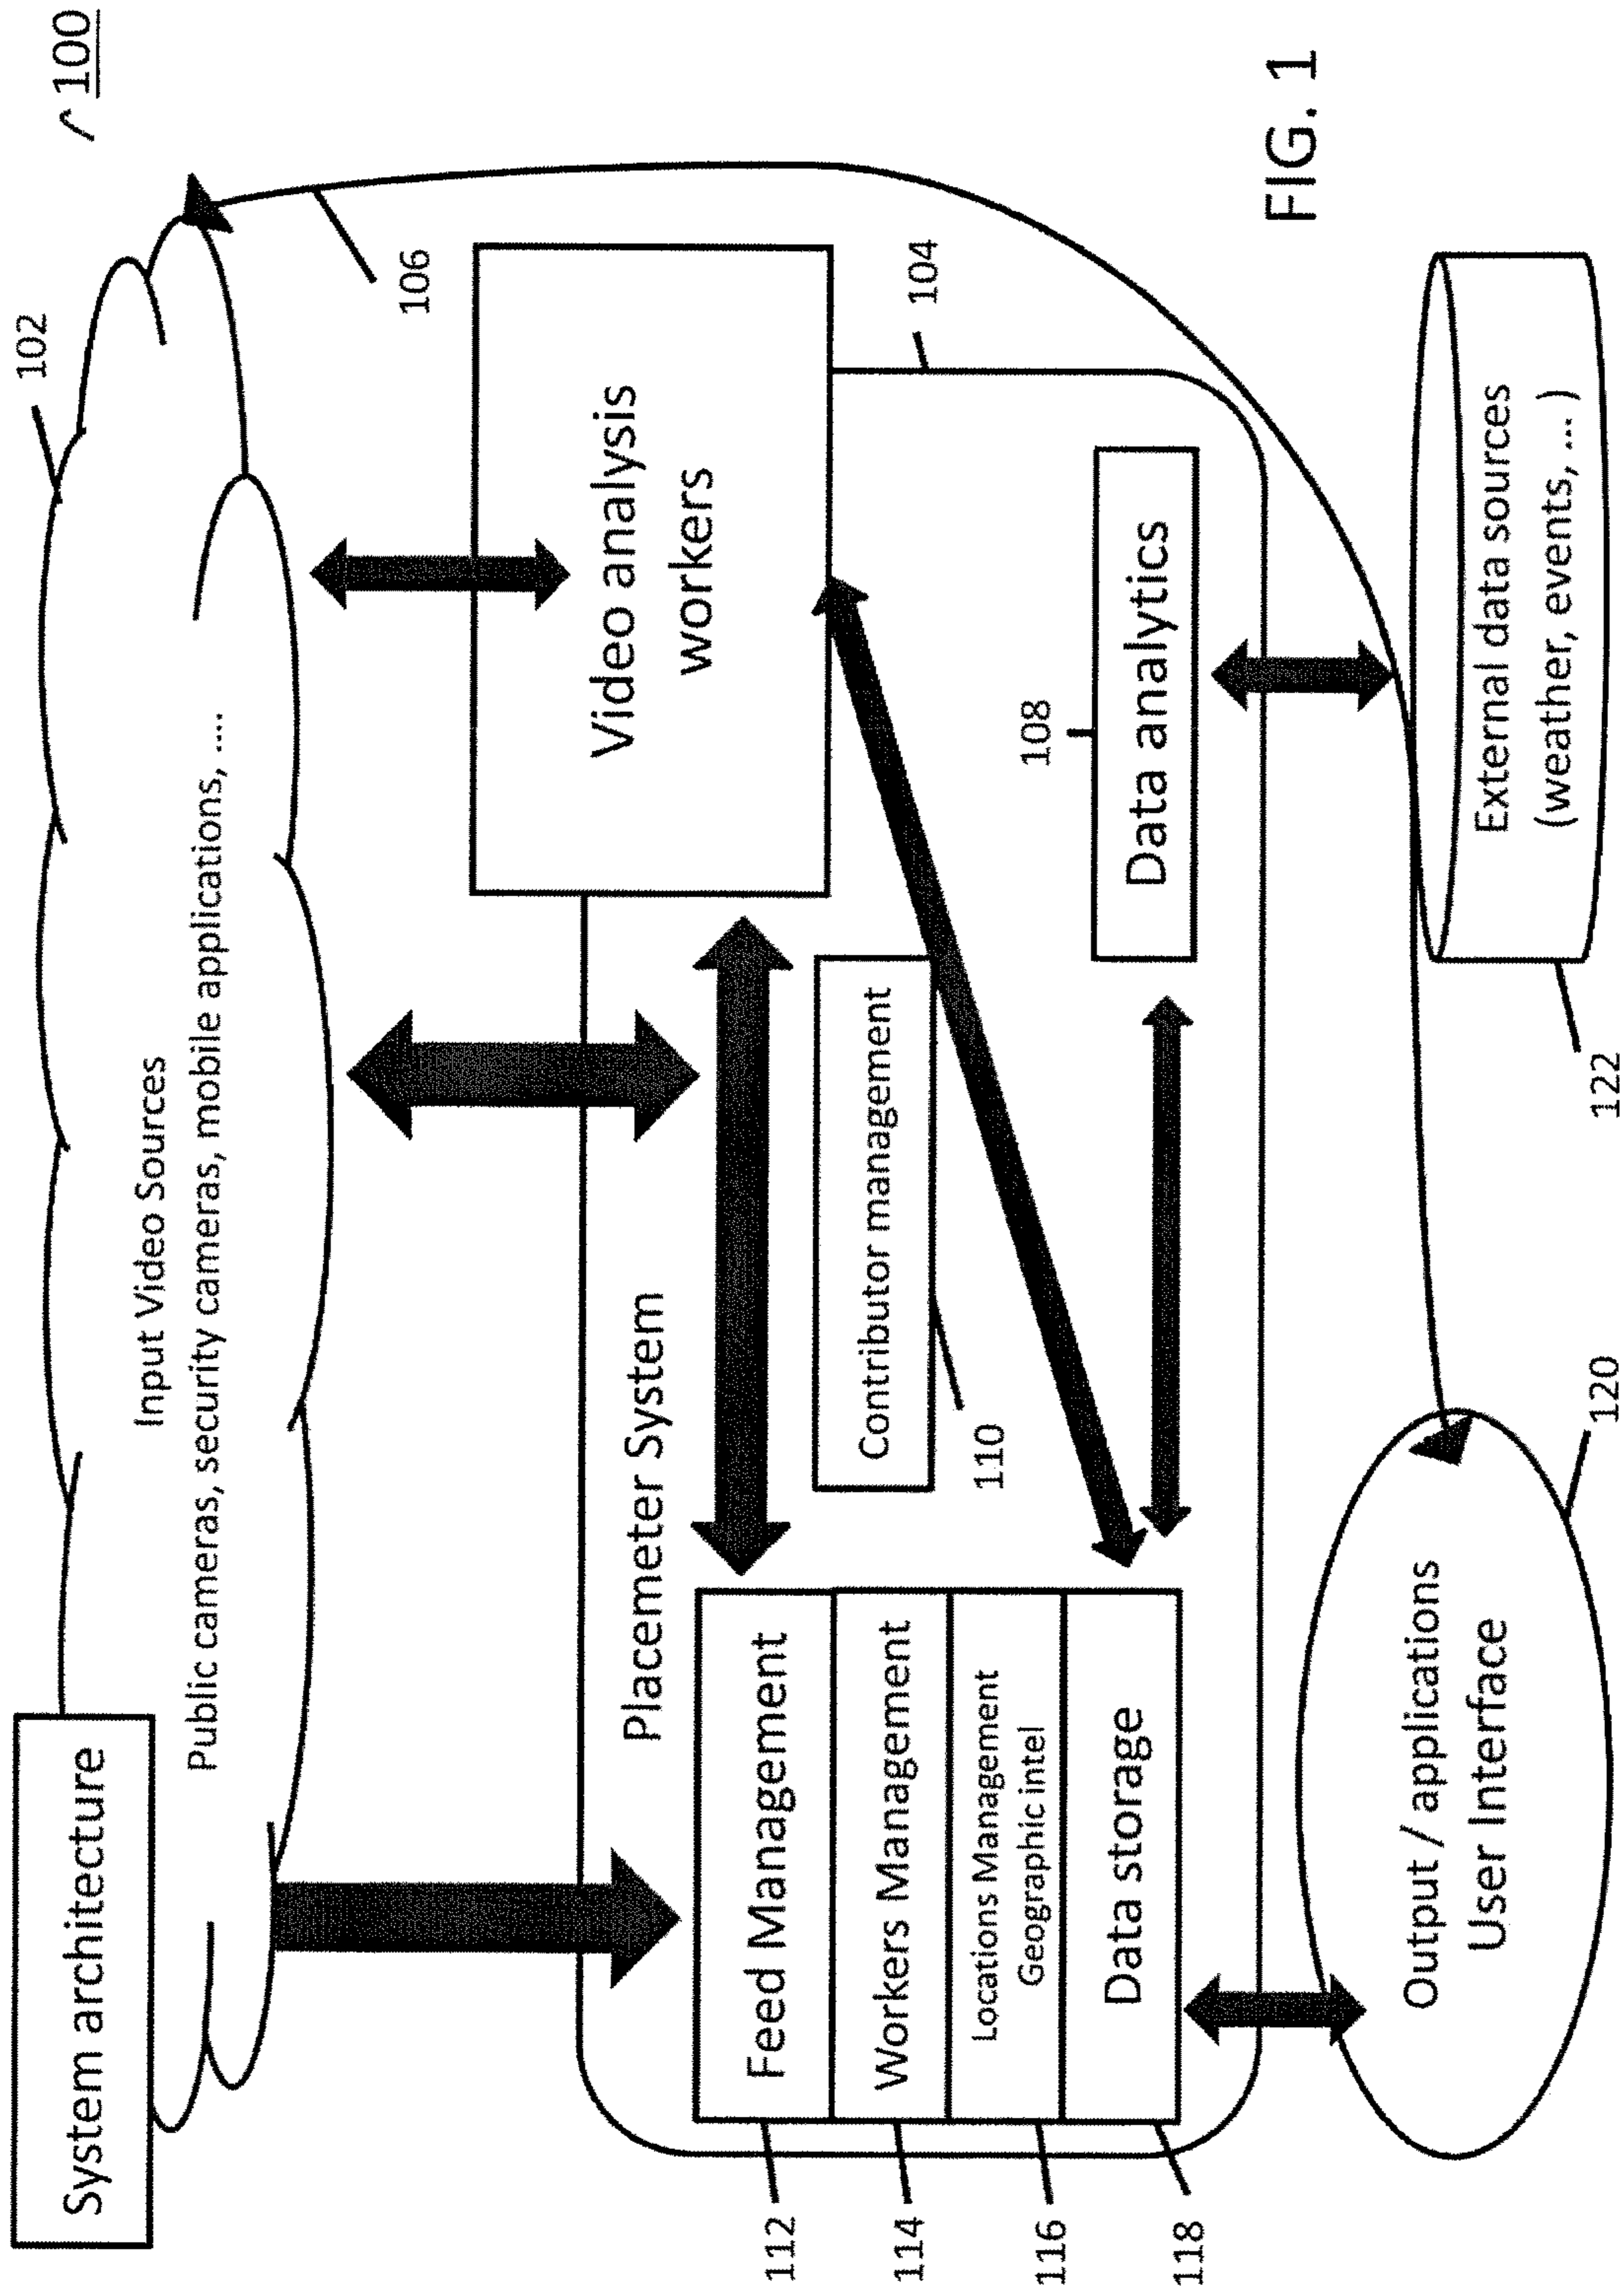 System architecture
100
102
Input Video Sources
Public cameras, security cameras, mobile applications, ....
106
Placemeter System
Video analysis
workers
104
112
Feed Management
114
Workers Management
116
Locations Management
Geographic intel
118
Data storage
Contributor management
110
108
Data analytics
Output / applications
User Interface
120
External data sources
(weather, events, ... )
122
FIG. 1